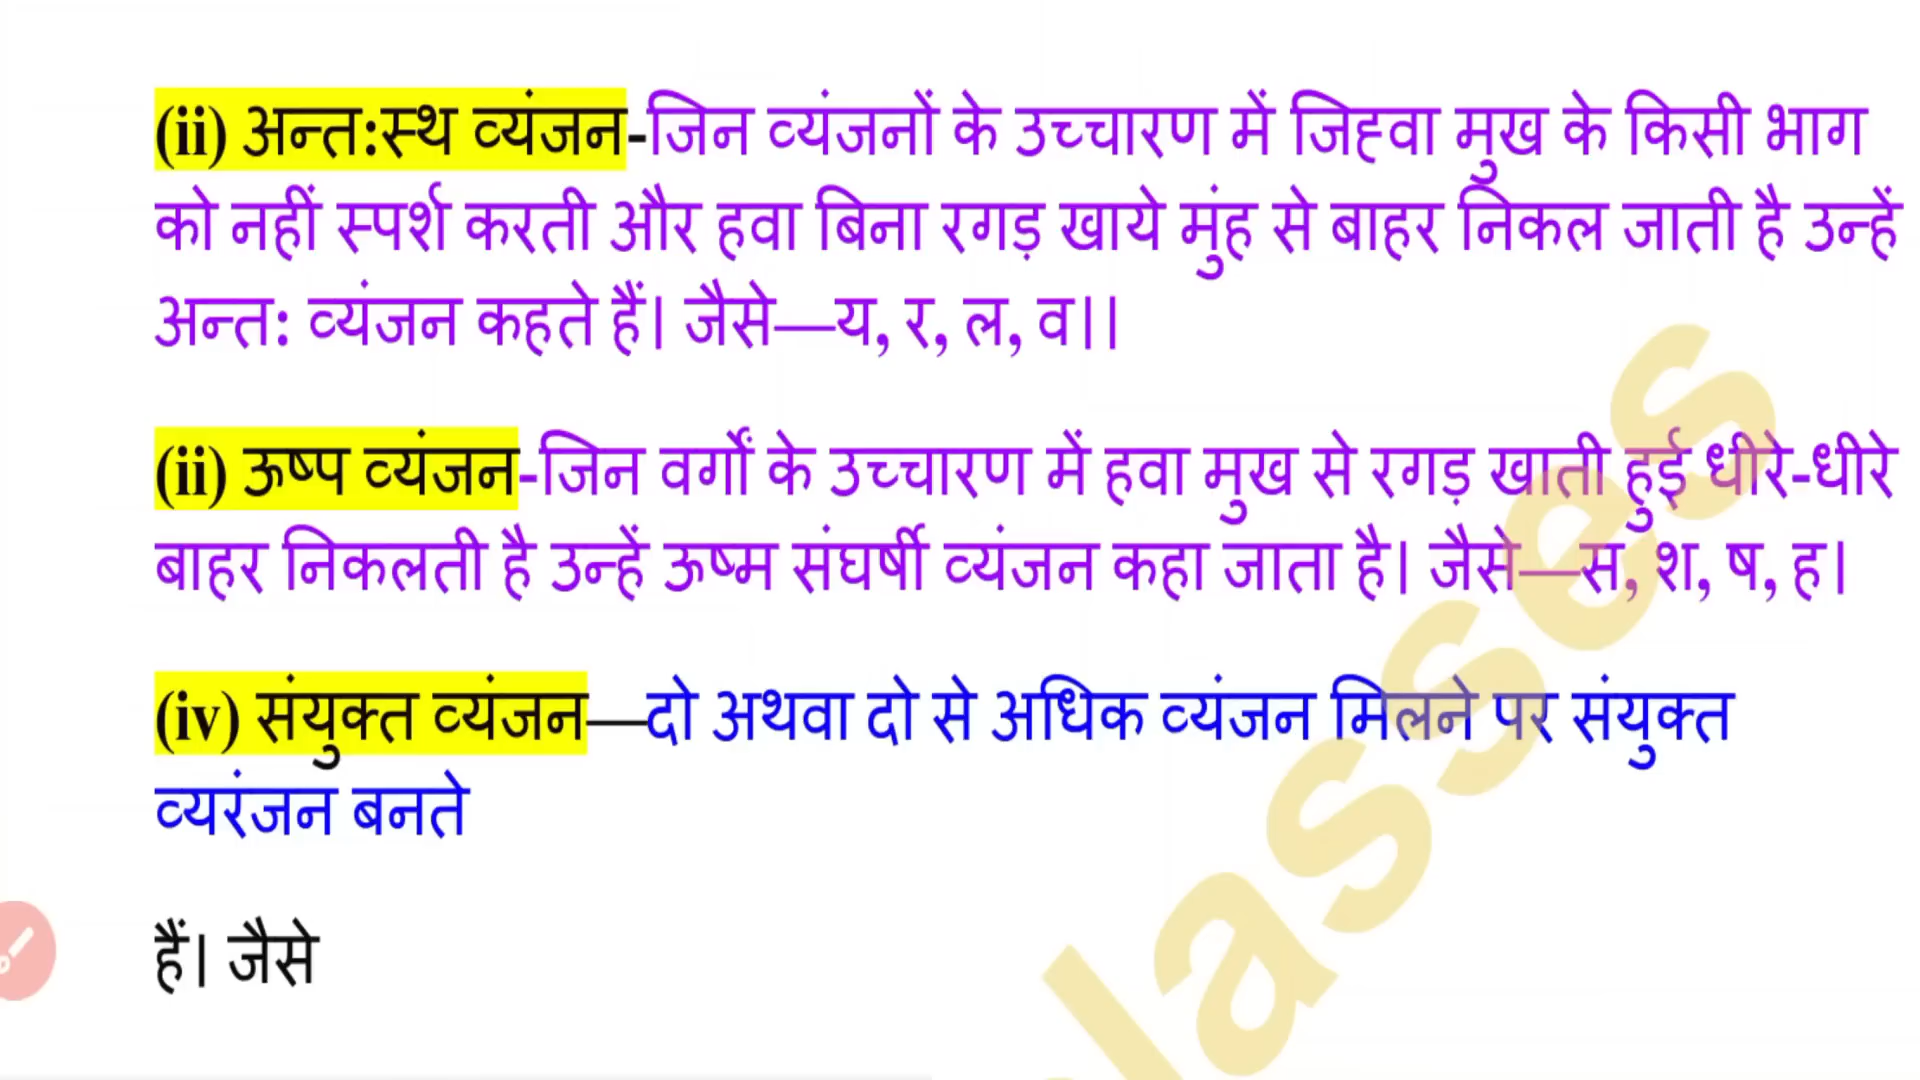 (ii) अन्त:स्थ व्यंजन-जिन व्यंजनों के उच्चारण में जिह्वा मुख के किसी भाग
को नहीं स्पर्श करती और हवा बिना रगड़ खाये मुंह से बाहर निकल जाती है उन्हें
अन्त: व्यंजन कहते हैं। जैसे—य, र, ल, व।।
(ii) ऊष्प व्यंजन-जिन वर्गों के उच्चारण में हवा मुख से रगड़ खाती हुई धीरे-धीरे
बाहर निकलती है उन्हें ऊष्म संघर्षी व्यंजन कहा जाता है। जैसे—स, श, ष, ह।
(iv) संयुक्त व्यंजन—दो अथवा दो से अधिक व्यंजन मिलने पर संयुक्त
व्यरंजन बनते
हैं। जैसे
lasses